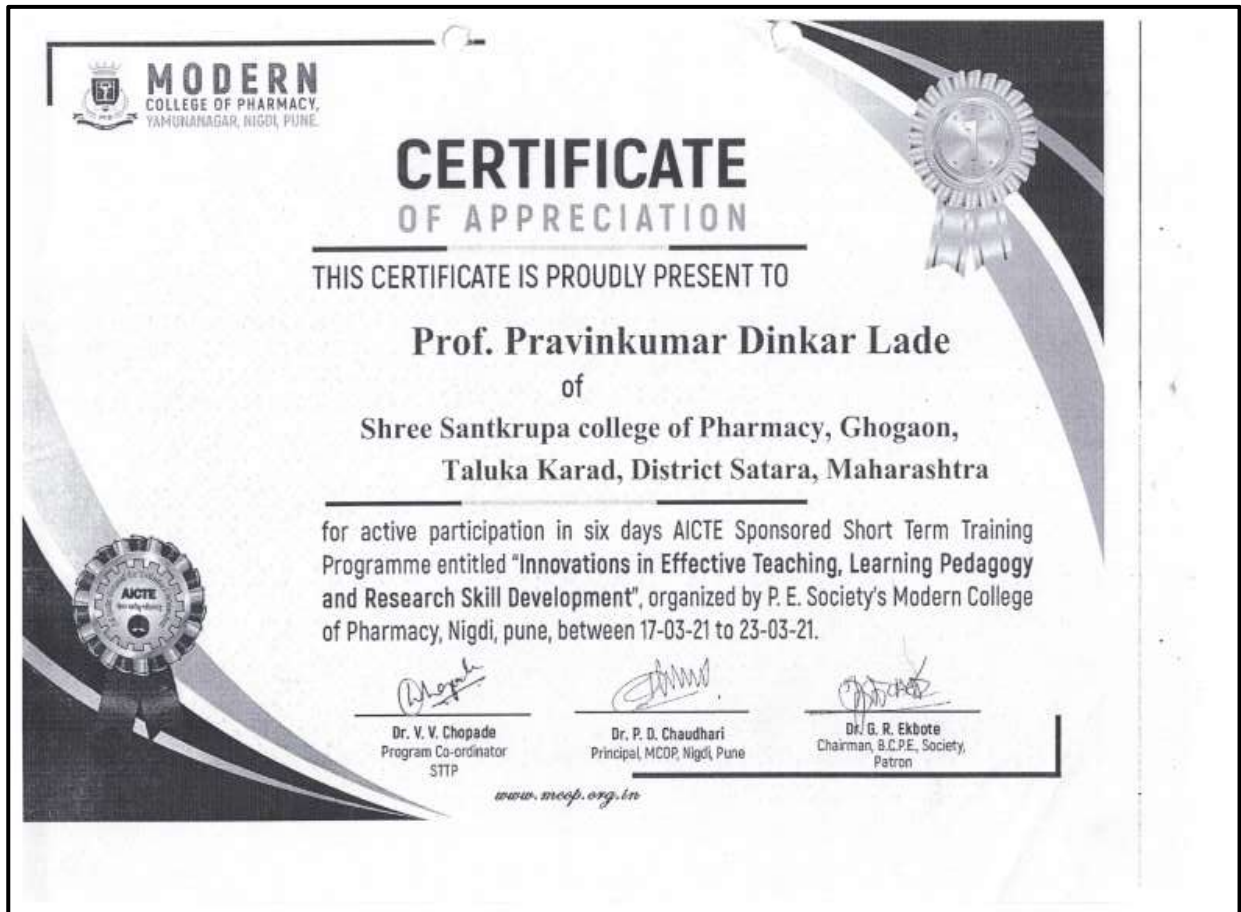 MODERN
COLLEGE OF PHARMACY,
YAMUNANAGAR, NIGDI, PUNE.
CERTIFICATE
OF APPRECIATION
THIS CERTIFICATE IS PROUDLY PRESENT TO
Prof. Pravinkumar Dinkar Lade
of
Shree Santkrupa college of Pharmacy, Ghogaon,
Taluka Karad, District Satara, Maharashtra
for active participation in six days AICTE Sponsored Short Term Training
Programme entitled "Innovations in Effective Teaching, Learning Pedagogy
and Research Skill Development", organized by P. E. Society's Modern College
of Pharmacy, Nigdi, pune, between 17-03-21 to 23-03-21.
AICTE
Dr. V. V. Chopade
Program Co-ordinator
STTP
Dr. P. D. Chaudhari
Principal, MCOP, Nigdi, Pune
Dr. G. R. Ekbote
Chairman, B.C.P.E., Society,
Patron
www.mcop.org.in